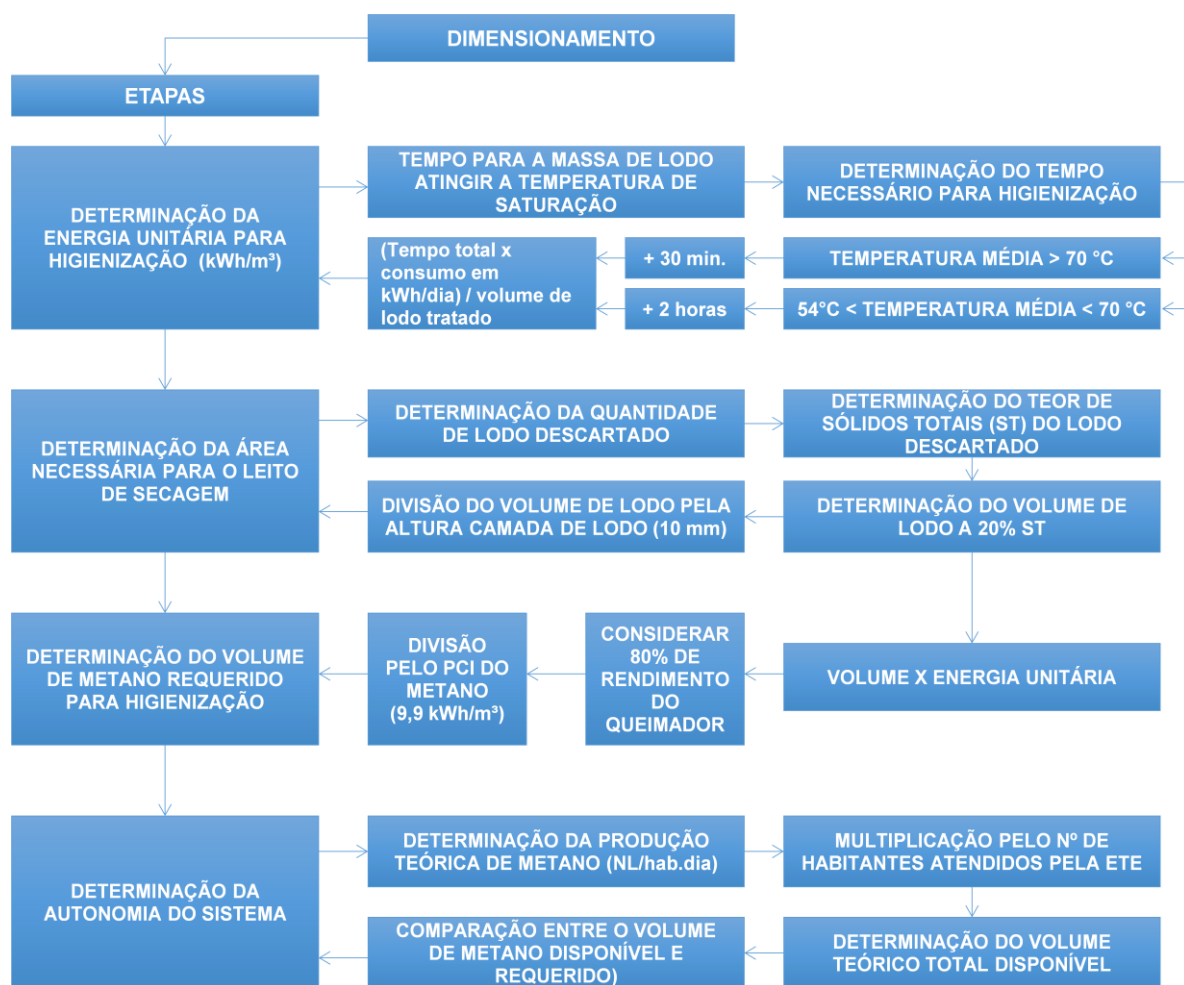 DIMENSIONAMENTO
ETAPAS
DETERMINAÇÃO DA
ENERGIA UNITÁRIA PARA
HIGIENIZAÇÃO (kWh/m³)
TEMPO PARA A MASSA DE LODO
ATINGIR A TEMPERATURA DE
SATURAÇÃO
DETERMINAÇÃO DO TEMPO
NECESSÁRIO PARA HIGIENIZAÇÃO
TEMPERATURA MÉDIA > 70 °C
54°C < TEMPERATURA MÉDIA < 70 °C
+ 30 min.
+ 2 horas
(Tempo total x
consumo em
kWh/dia) / volume de
lodo tratado
DETERMINAÇÃO DA ÁREA
NECESSÁRIA PARA O LEITO
DE SECAGEM
DETERMINAÇÃO DA QUANTIDADE
DE LODO DESCARTADO
DETERMINAÇÃO DO TEOR DE
SÓLIDOS TOTAIS (ST) DO LODO
DESCARTADO
DETERMINAÇÃO DO VOLUME DE
LODO A 20% ST
DIVISÃO DO VOLUME DE LODO PELA
ALTURA CAMADA DE LODO (10 mm)
DETERMINAÇÃO DO VOLUME
DE METANO REQUERIDO
PARA HIGIENIZAÇÃO
DIVISÃO
PELO PCI DO
METANO
(9,9 kWh/m³)
CONSIDERAR
80% DE
RENDIMENTO
DO
QUEIMADOR
VOLUME X ENERGIA UNITÁRIA
DETERMINAÇÃO DA
AUTONOMIA DO SISTEMA
DETERMINAÇÃO DA PRODUÇÃO
TEÓRICA DE METANO (NL/hab.dia)
MULTIPLICAÇÃO PELO Nº DE
HABITANTES ATENDIDOS PELA ETE
DETERMINAÇÃO DO VOLUME
TEÓRICO TOTAL DISPONÍVEL
COMPARAÇÃO ENTRE O VOLUME
DE METANO DISPONÍVEL E
REQUERIDO)